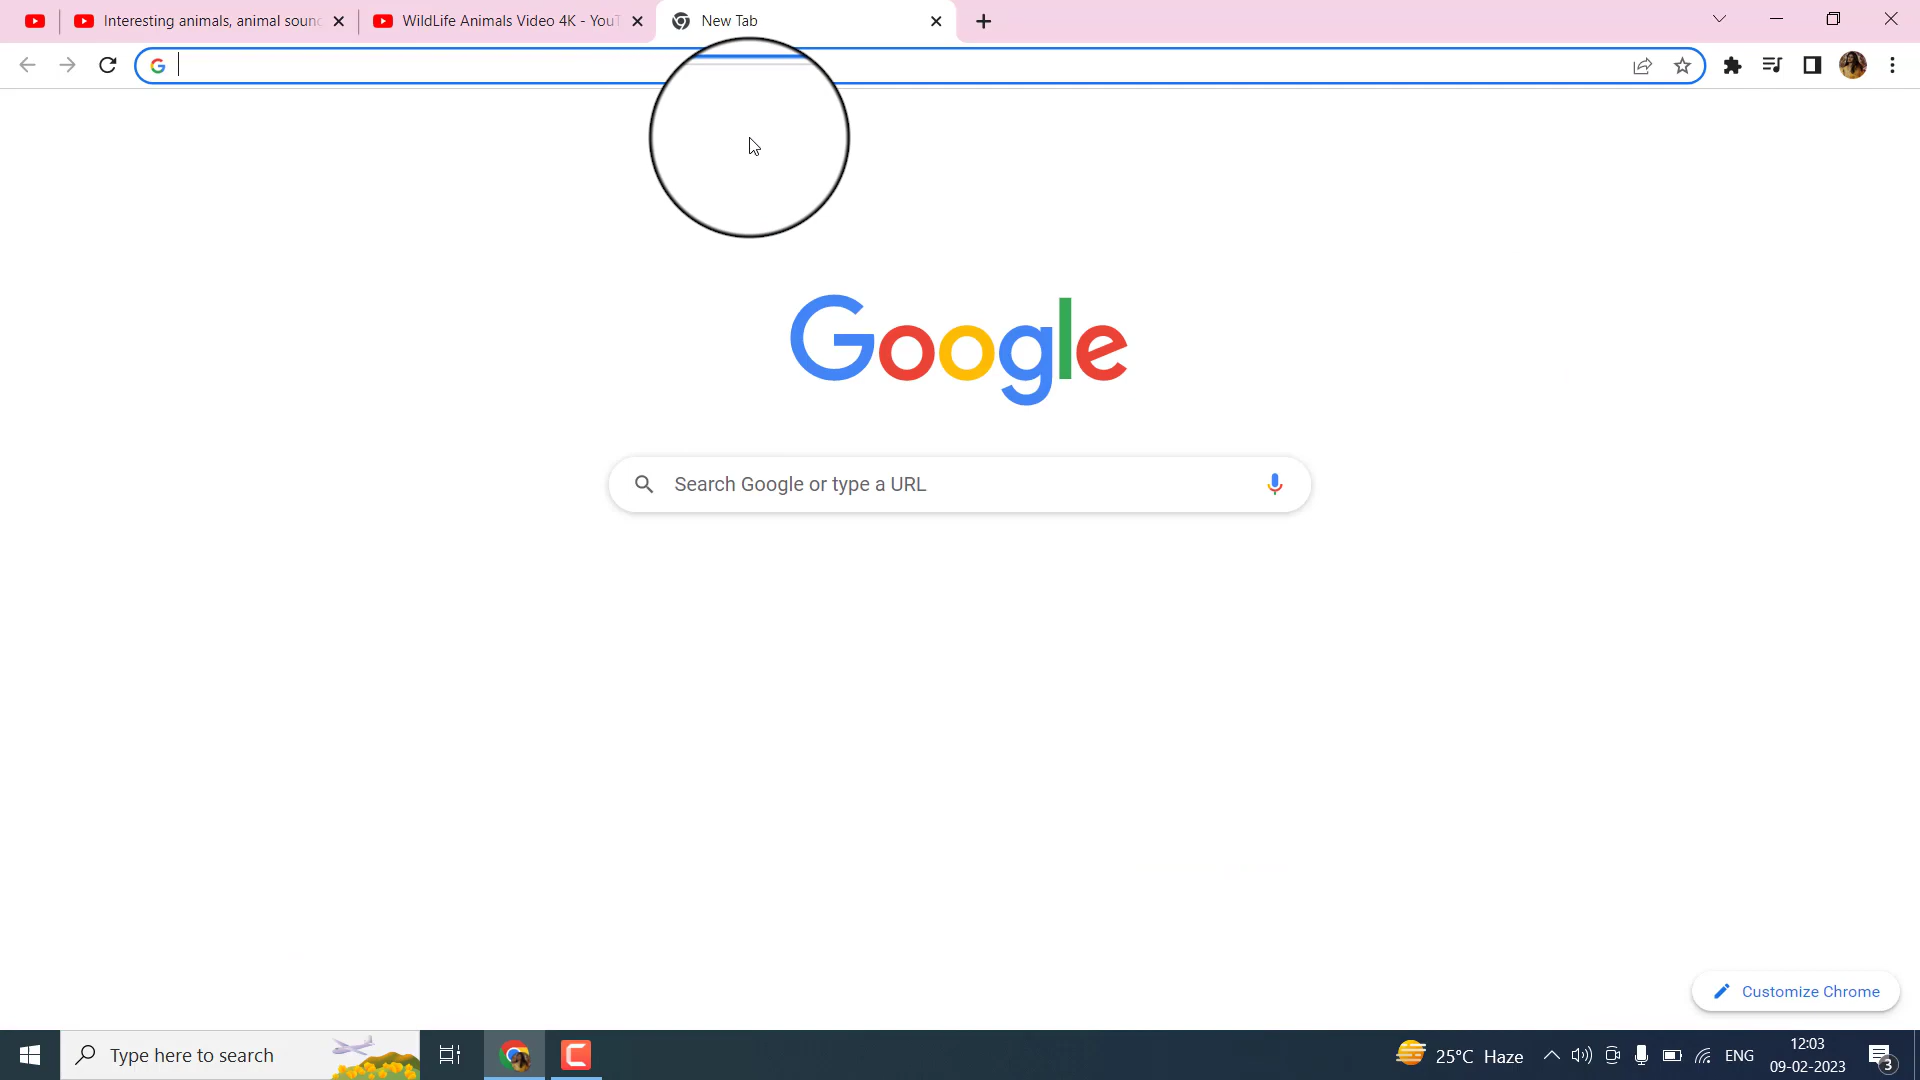 Interesting animals, animal soun
WildLife Animals Video 4K - YouT
New Tab
Google
Search Google or type a URL
Customize Chrome
Type here to search
25°C Haze
ENG
12:03
09-02-2023
3